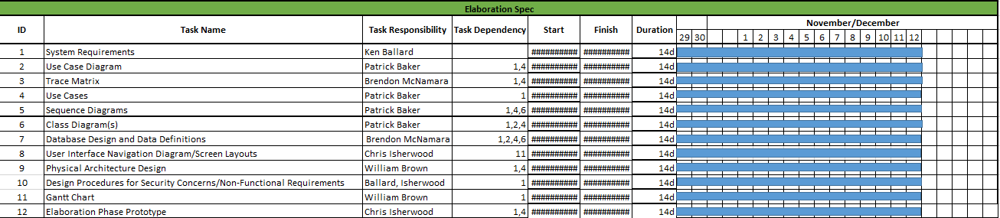 Elaboration Spec
ID Task Name Task Responsibility Task Dependency Start Finish Duration November/December
29 30 1 2 3 4 5 6 7 8 9 10 11 12
1 System Requirements Ken Ballard ########## ########## 14d
2 Use Case Diagram Patrick Baker 1,4 ########## ########## 14d
3 Trace Matrix Brendon McNamara 1,4 ########## ########## 14d
4 Use Cases Patrick Baker 1 ########## ########## 14d
5 Sequence Diagrams Patrick Baker 1,4,6 ########## ########## 14d
6 Class Diagram(s) Patrick Baker 1,2,4 ########## ########## 14d
7 Database Design and Data Definitions Brendon McNamara 1,2,4,6 ########## ########## 14d
8 User Interface Navigation Diagram/Screen Layouts Chris Isherwood 11 ########## ########## 14d
9 Physical Architecture Design William Brown 1,4 ########## ########## 14d
10 Design Procedures for Security Concerns/Non-Functional Requirements Ballard, Isherwood 1 ########## ########## 14d
11 Gantt Chart William Brown 1 ########## ########## 14d
12 Elaboration Phase Prototype Chris Isherwood 1,4 ########## ########## 14d